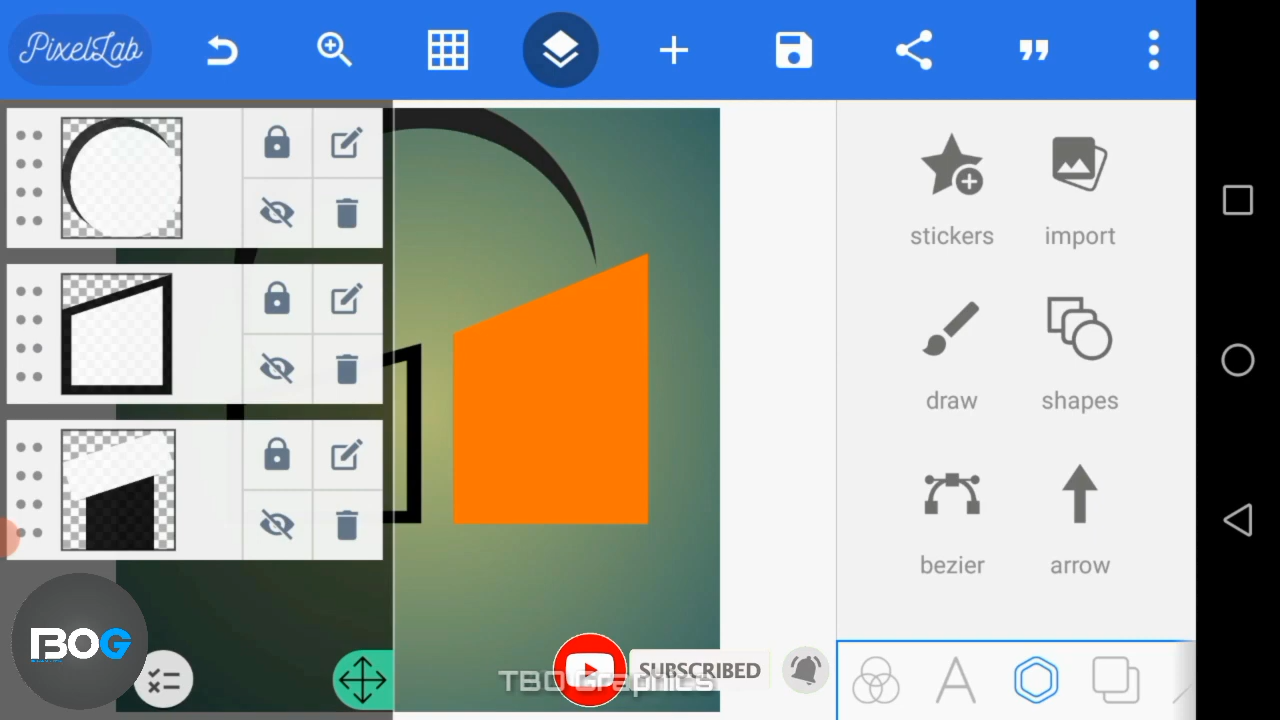 PixelLab
stickers
import
draw
shapes
bezier
arrow
BOG
SUBSCRIBED
TBO Graphics